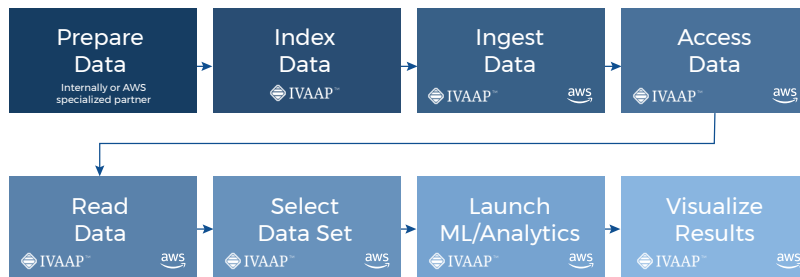 Prepare
Data
Internally or AWS
specialized partner
Index
Data
IVAAP™
Ingest
Data
IVAAP™ aws
Access
Data
IVAAP™ aws
Read
Data
IVAAP™ aws
Select
Data Set
IVAAP™ aws
Launch
ML/Analytics
IVAAP™ aws
Visualize
Results
IVAAP™ aws